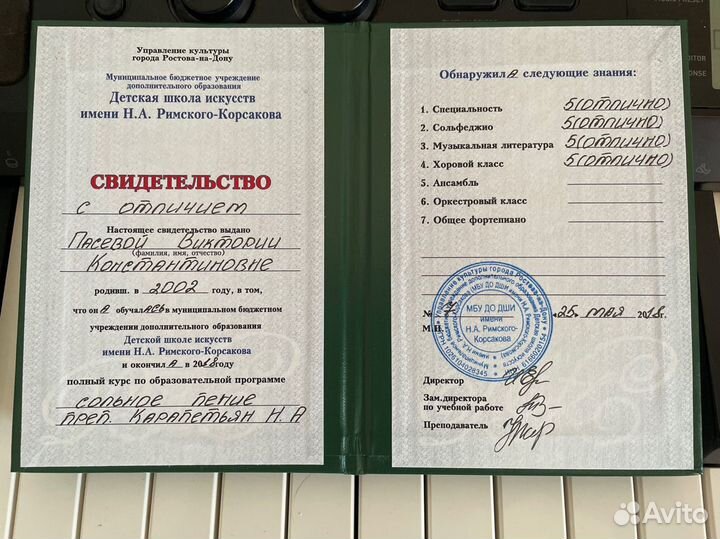 Управление культуры
города Ростова-на-Дону
Муниципальное бюджетное учреждение
дополнительного образования
Детская школа искусств
имени Н.А. Римского-Корсакова
СВИДЕТЕЛЬСТВО
с отличием
Настоящее свидетельство выдано
Пасевой Виктории
(фамилия, имя, отчество)
Константиновне
родивш. в 2002 году, в том,
что он А обучалАСЬ в муниципальном бюджетном
учреждении дополнительного образования
Детской школе искусств
имени Н.А. Римского-Корсакова
и окончил А в 2018 году
полный курс по образовательной программе
сольное пение
преп. Карапетьян Н. А
Обнаружил А следующие знания:
1. Специальность 5(отлично)
2. Сольфеджио 5(отлично)
3. Музыкальная литература 5(отлично)
4. Хоровой класс 5(отлично)
5. Ансамбль
6. Оркестровый класс
7. Общее фортепиано
№ 25 мая 2018г.
М.П.
МБУ ДО ДШИ
имени
Н.А. Римского-
Корсакова
Директор
Зам.директора
по учебной работе
Преподаватель
Avito